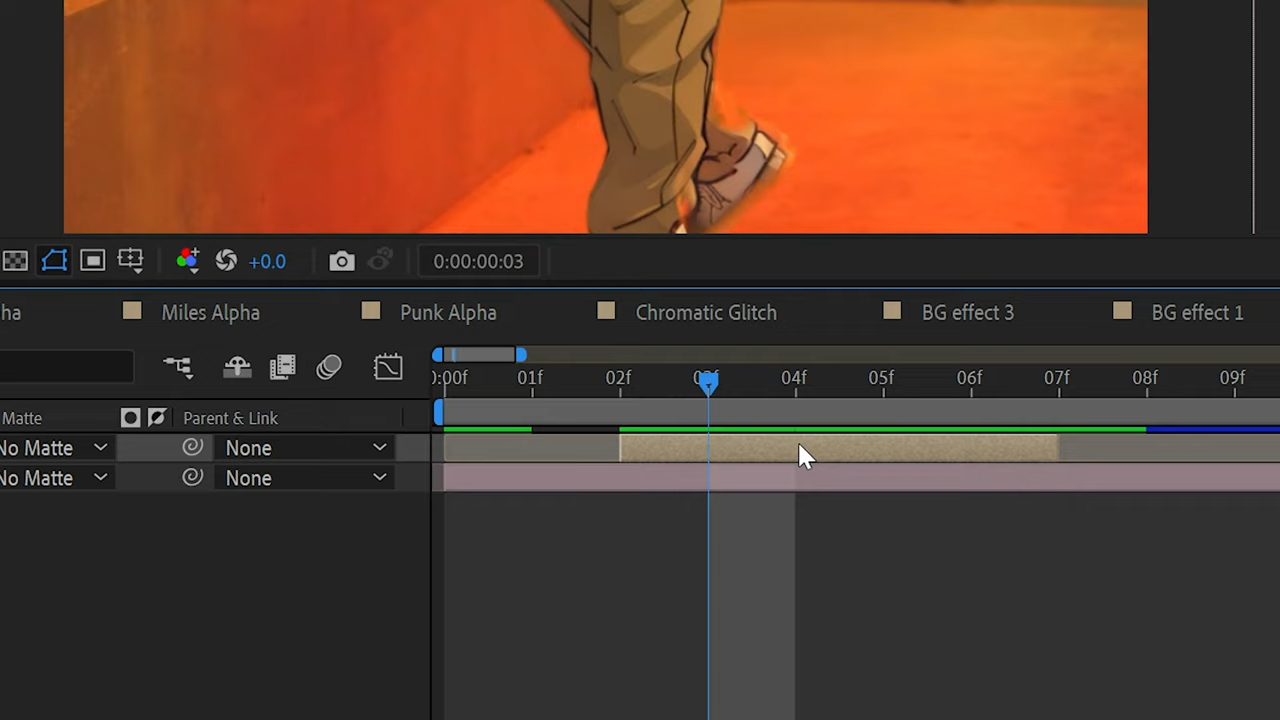 +0.0 0:00:00:03
ha Miles Alpha Punk Alpha Chromatic Glitch BG effect 3 BG effect 1
):00f 01f 02f 03f 04f 05f 06f 07f 08f 09f
Matte Parent & Link
No Matte None
No Matte None